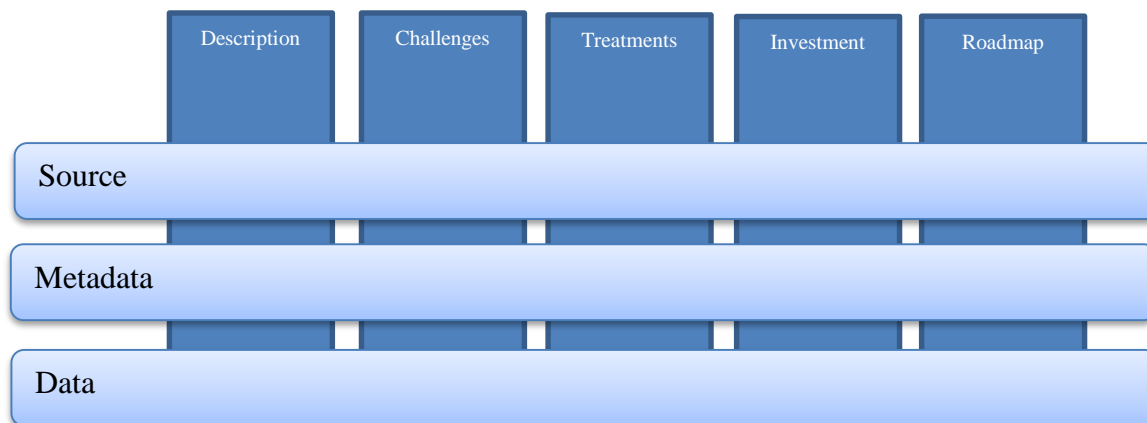 Description
Challenges
Treatments
Investment
Roadmap
Source
Metadata
Data